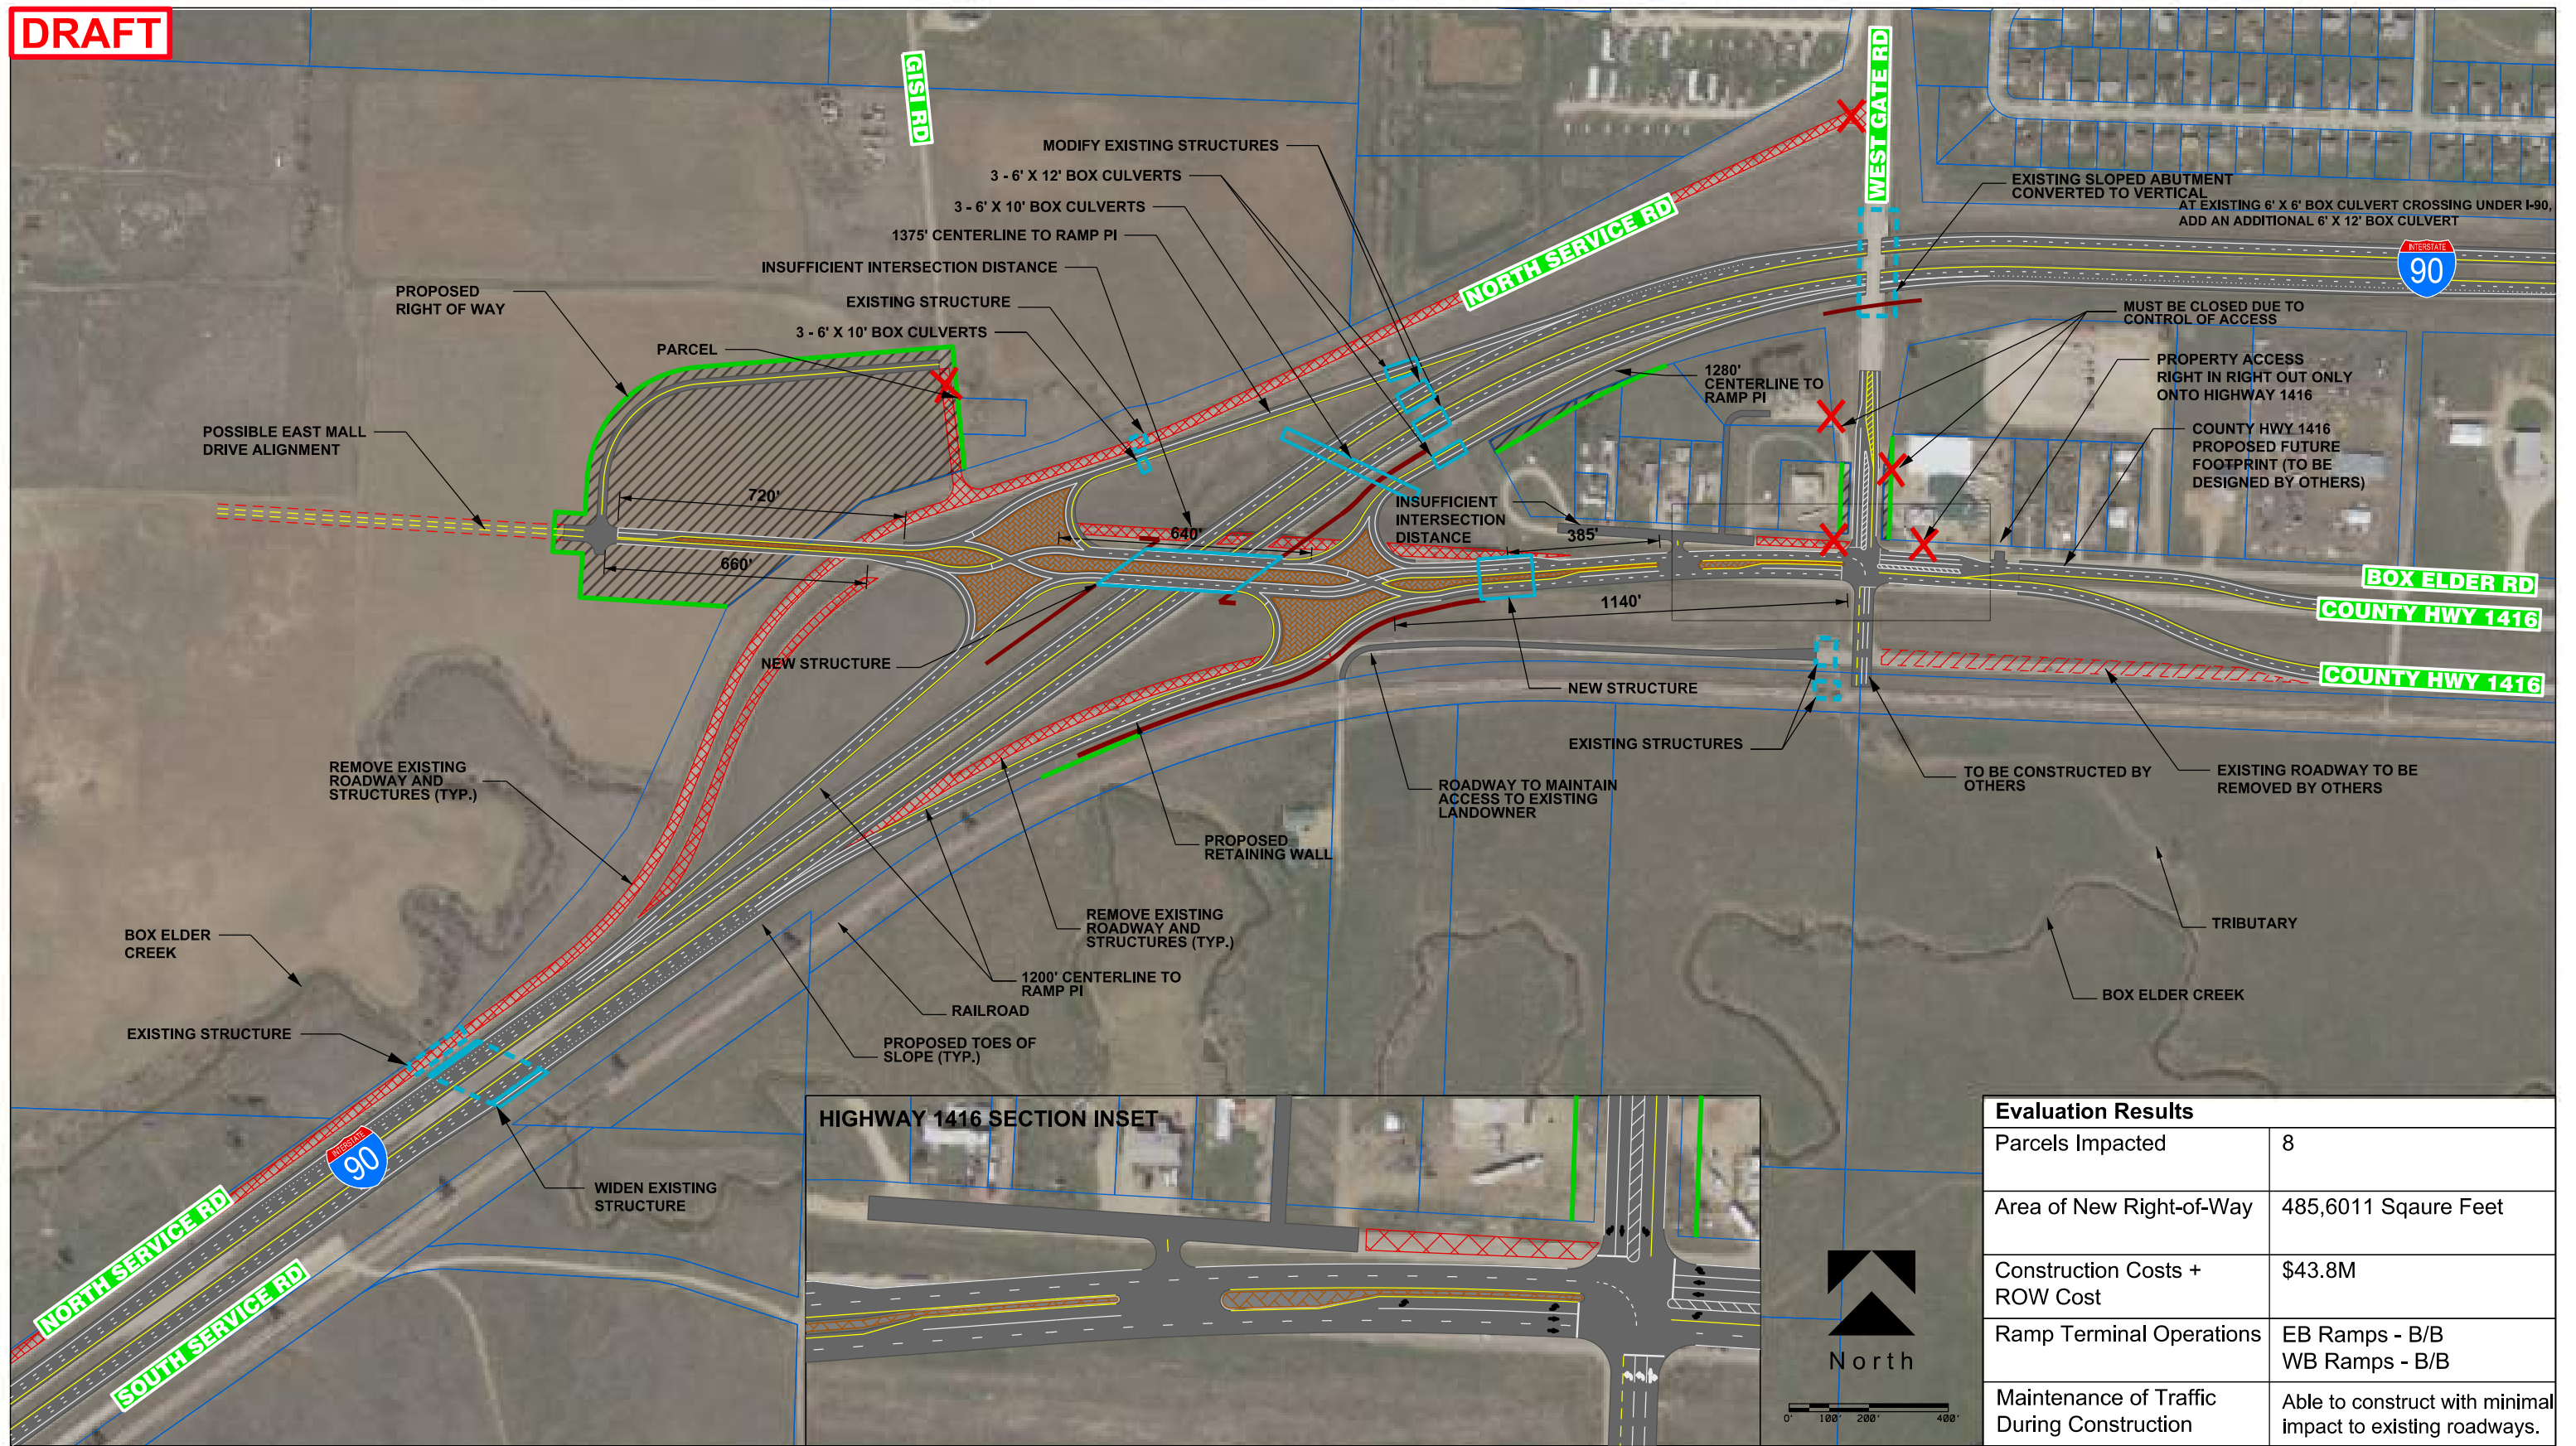 DRAFT
GISI RD
WEST GATE RD
MODIFY EXISTING STRUCTURES
3 - 6' X 12' BOX CULVERTS
3 - 6' X 10' BOX CULVERTS
1375' CENTERLINE TO RAMP PI
INSUFFICIENT INTERSECTION DISTANCE
EXISTING STRUCTURE
3 - 6' X 10' BOX CULVERTS
PARCEL
PROPOSED
RIGHT OF WAY
POSSIBLE EAST MALL
DRIVE ALIGNMENT
NORTH SERVICE RD
EXISTING SLOPED ABUTMENT
CONVERTED TO VERTICAL
AT EXISTING 6' X 6' BOX CULVERT CROSSING UNDER I-90,
ADD AN ADDITIONAL 6' X 12' BOX CULVERT
INTERSTATE
90
MUST BE CLOSED DUE TO
CONTROL OF ACCESS
PROPERTY ACCESS
RIGHT IN RIGHT OUT ONLY
ONTO HIGHWAY 1416
COUNTY HWY 1416
PROPOSED FUTURE
FOOTPRINT (TO BE
DESIGNED BY OTHERS)
1280'
CENTERLINE TO
RAMP PI
INSUFFICIENT
INTERSECTION
DISTANCE
720'
660'
640'
385'
1140'
BOX ELDER RD
COUNTY HWY 1416
COUNTY HWY 1416
NEW STRUCTURE
NEW STRUCTURE
EXISTING STRUCTURES
ROADWAY TO MAINTAIN
ACCESS TO EXISTING
LANDOWNER
TO BE CONSTRUCTED BY
OTHERS
EXISTING ROADWAY TO BE
REMOVED BY OTHERS
REMOVE EXISTING
ROADWAY AND
STRUCTURES (TYP.)
PROPOSED
RETAINING WALL
REMOVE EXISTING
ROADWAY AND
STRUCTURES (TYP.)
1200' CENTERLINE TO
RAMP PI
RAILROAD
PROPOSED TOES OF
SLOPE (TYP.)
BOX ELDER
CREEK
EXISTING STRUCTURE
TRIBUTARY
BOX ELDER CREEK
WIDEN EXISTING
STRUCTURE
INTERSTATE
90
NORTH SERVICE RD
SOUTH SERVICE RD
HIGHWAY 1416 SECTION INSET
North
0' 100' 200' 400'
Evaluation Results
Parcels Impacted 8
Area of New Right-of-Way 485,6011 Sqaure Feet
Construction Costs + $43.8M
ROW Cost
Ramp Terminal Operations EB Ramps - B/B
WB Ramps - B/B
Maintenance of Traffic Able to construct with minimal
During Construction impact to existing roadways.